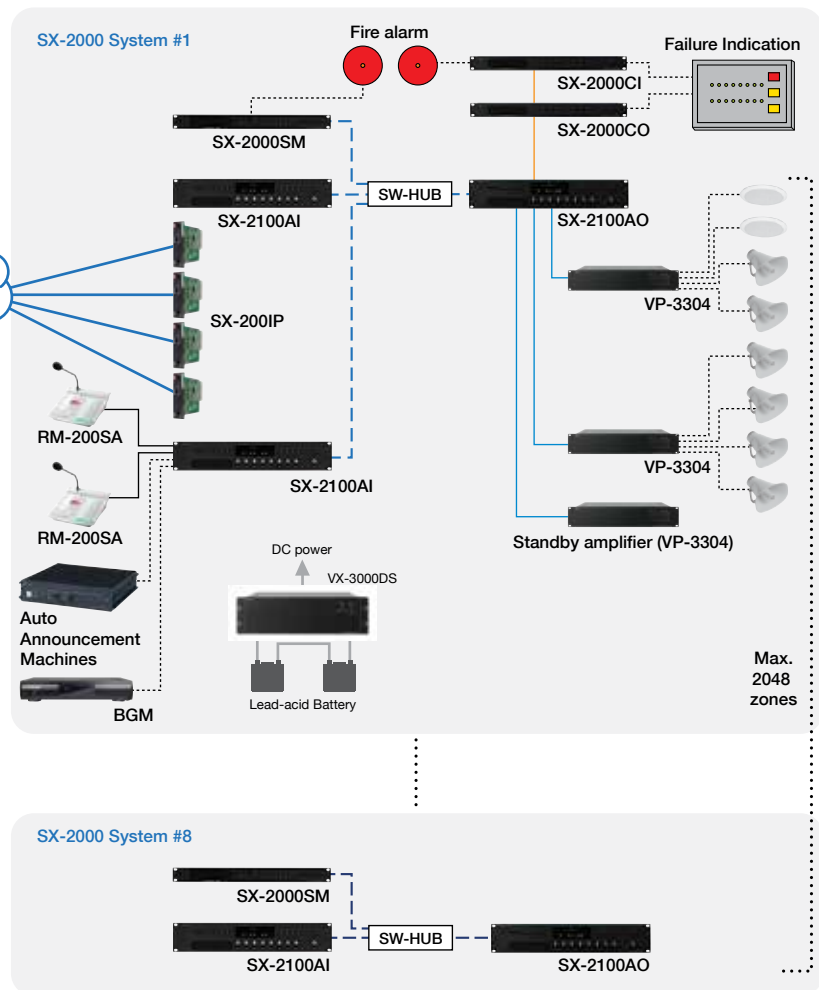 SX-2000 System #1
Fire alarm
Failure Indication
SX-2000CI
SX-2000SM
SX-2000CO
SW-HUB
SX-2100AI
SX-2100AO
VP-3304
SX-200IP
RM-200SA
VP-3304
SX-2100AI
RM-200SA
Standby amplifier (VP-3304)
DC power
VX-3000DS
Auto
Announcement
Machines
Max.
2048
zones
Lead-acid Battery
BGM
SX-2000 System #8
SX-2000SM
SW-HUB
SX-2100AI
SX-2100AO